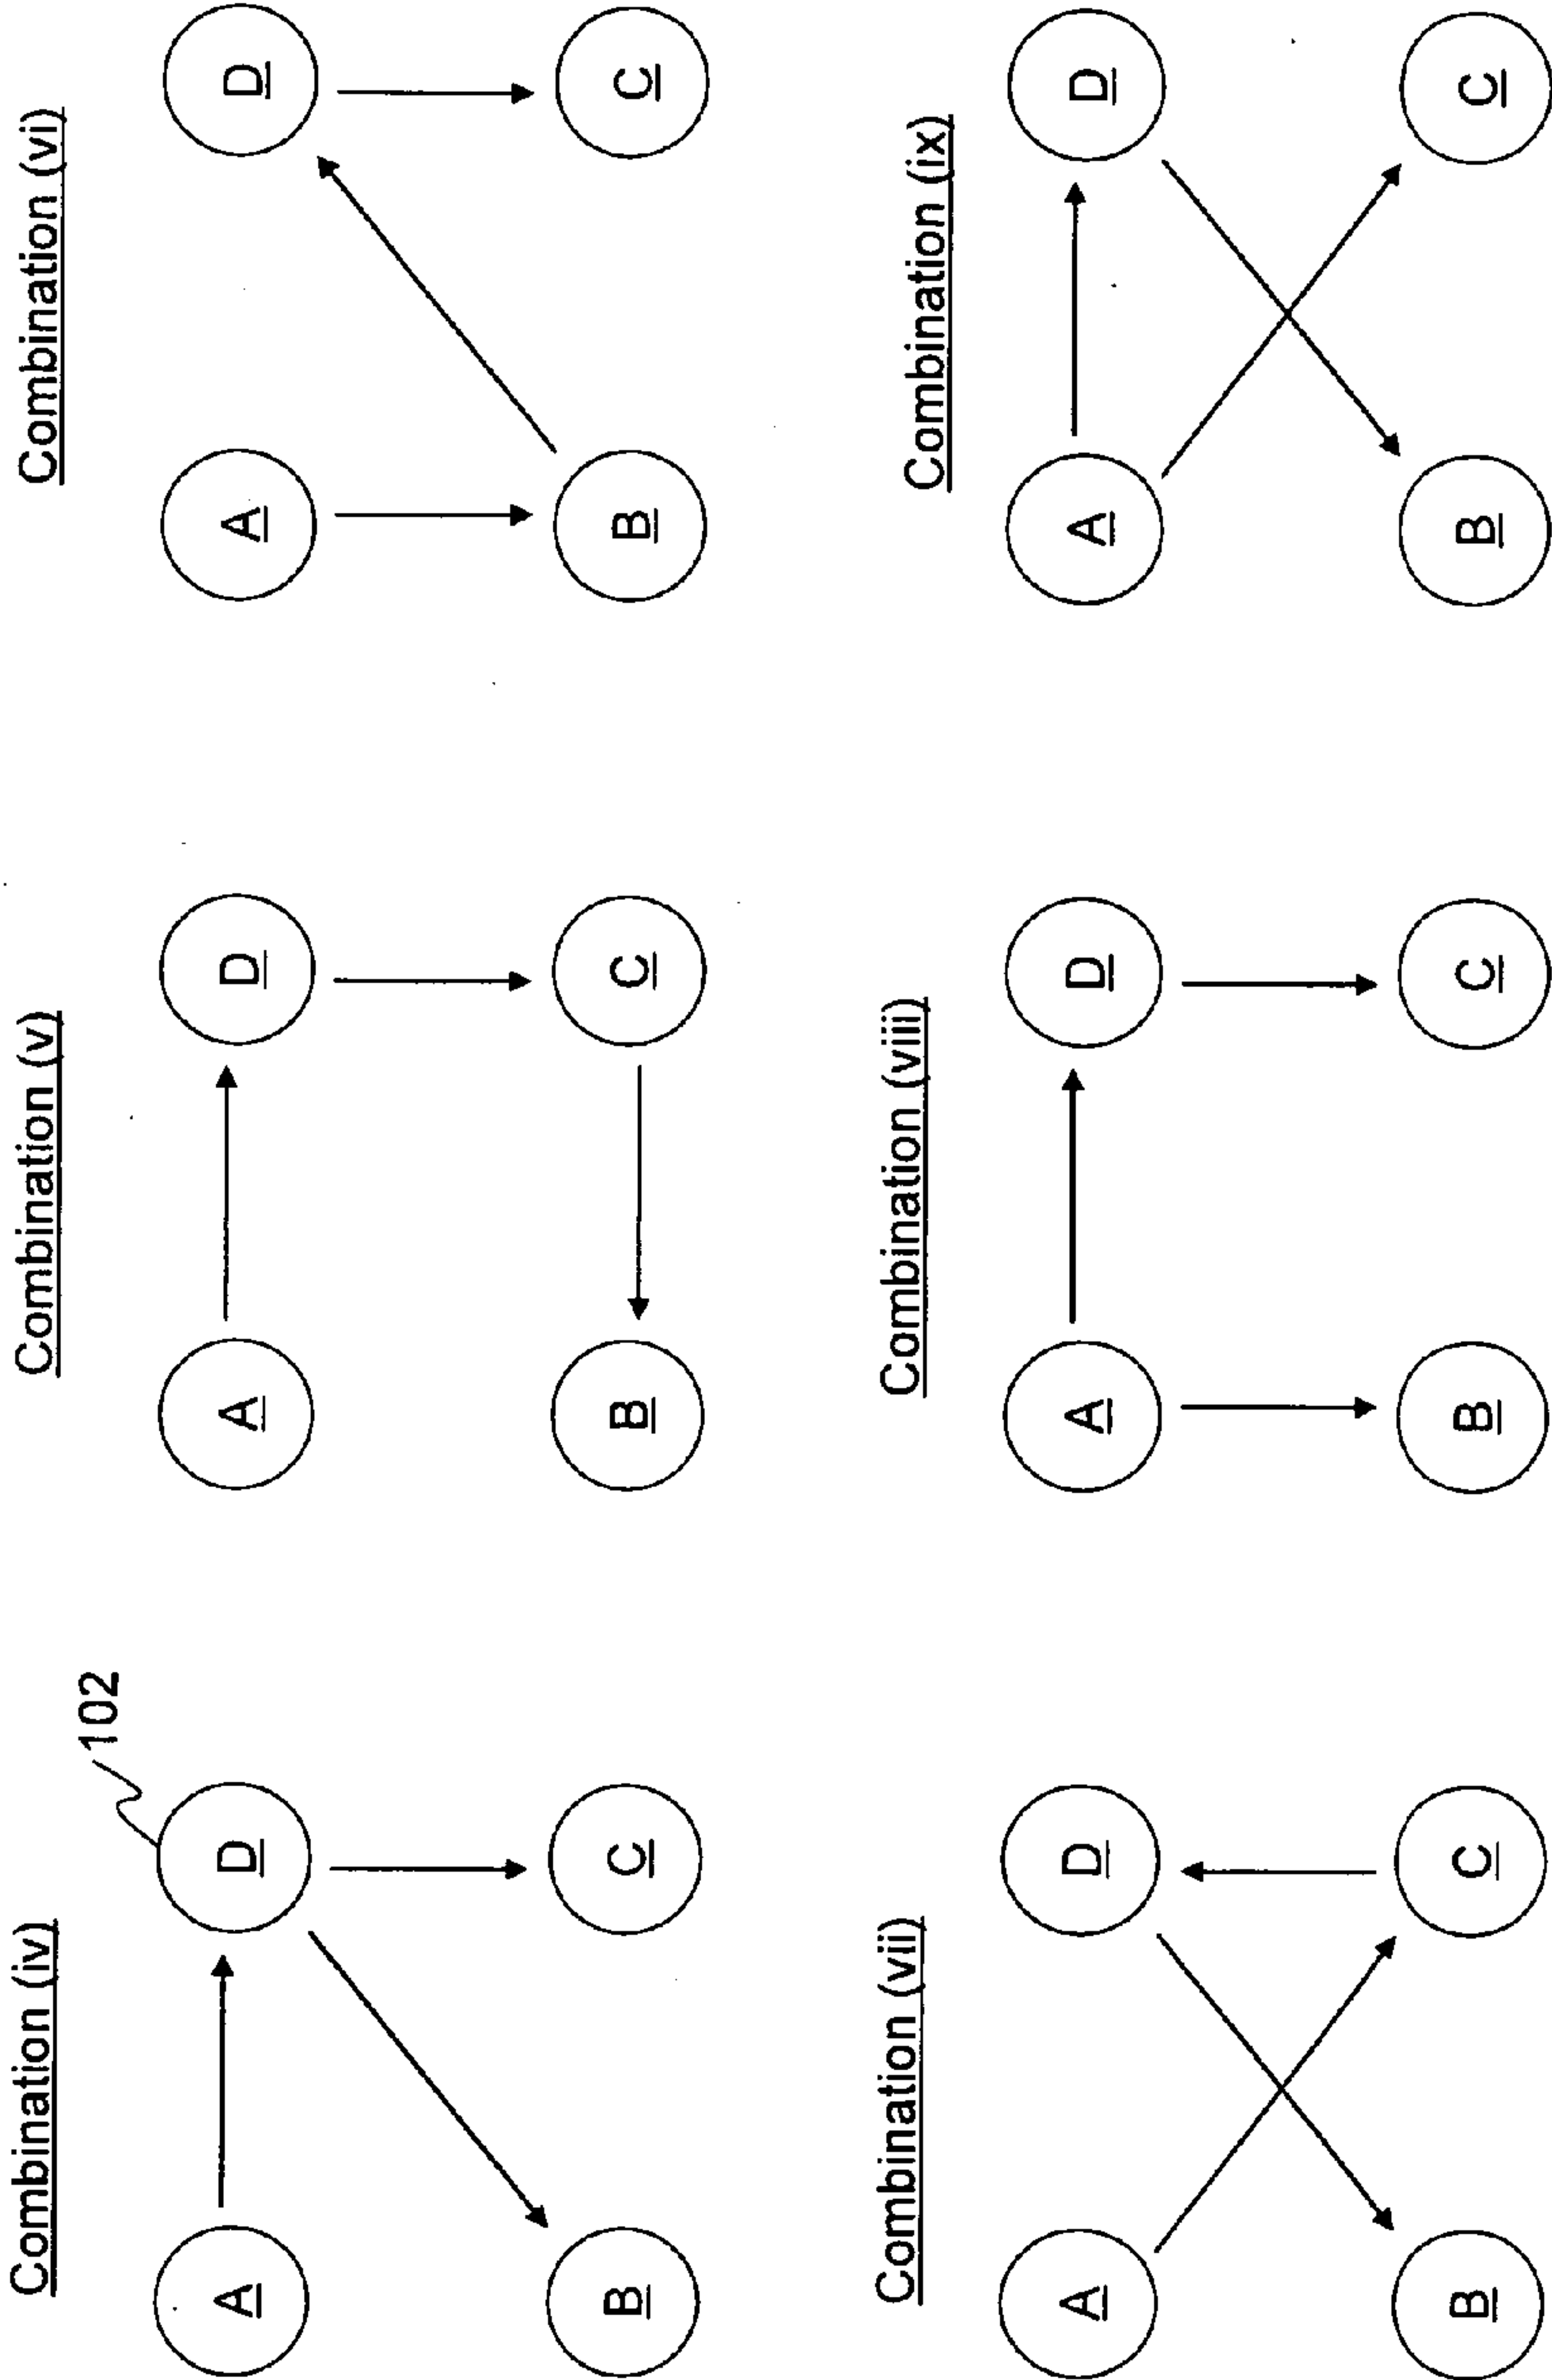 Combination (iv)
Combination (v)
Combination (vi)
102
A
D
A
D
A
D
B
C
B
C
B
C
Combination (vii)
Combination (viii)
Combination (ix)
A
D
A
D
A
D
B
C
B
C
B
C